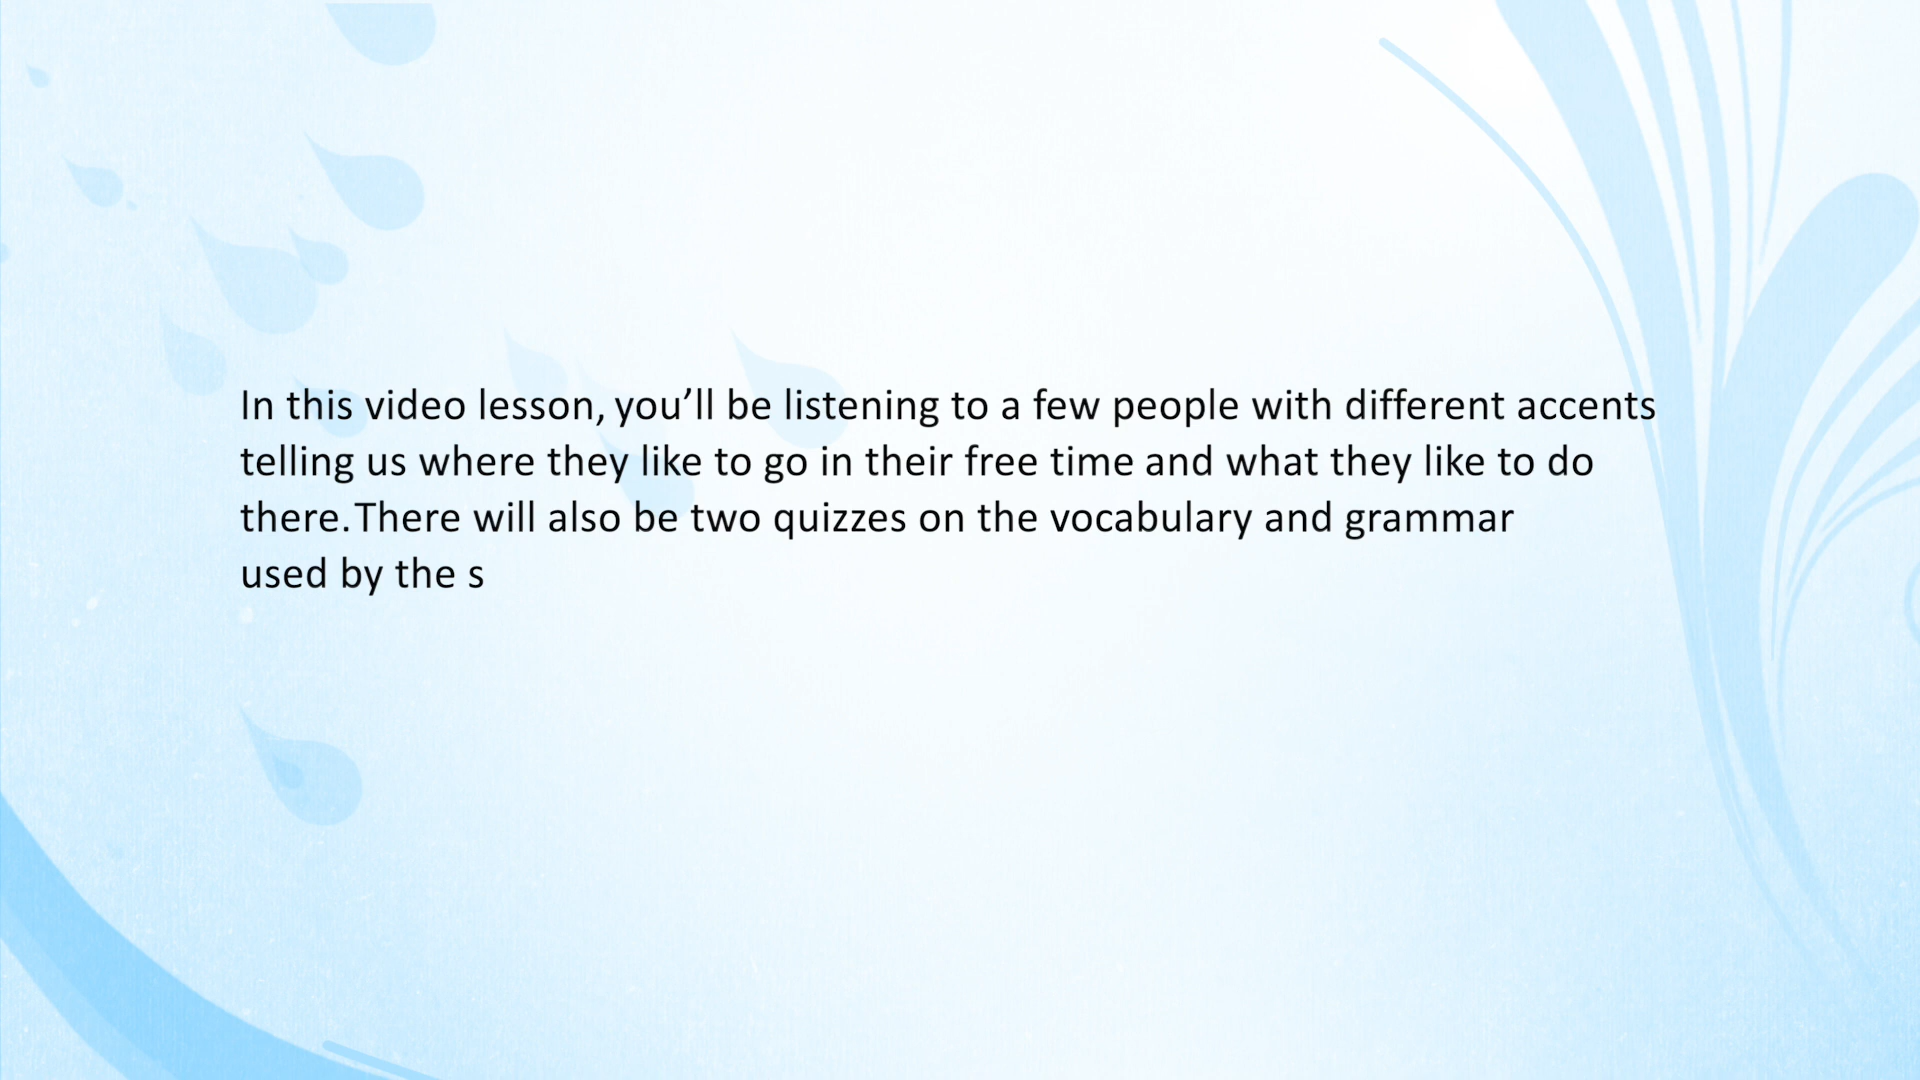 In this video lesson, you’ll be listening to a few people with different accents
telling us where they like to go in their free time and what they like to do
there.There will also be two quizzes on the vocabulary and grammar
used by the s